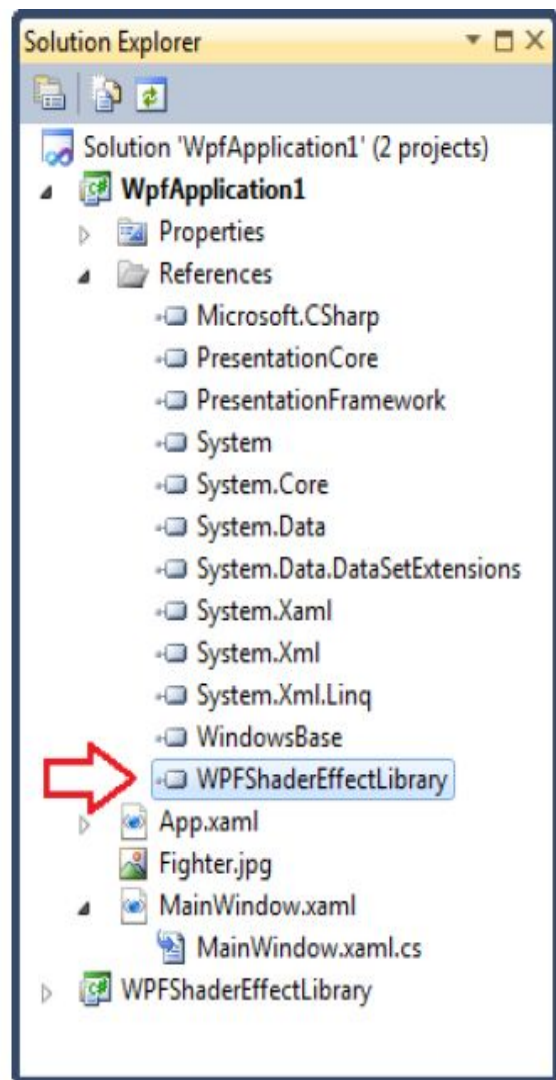 Solution Explorer
Solution 'WpfApplication1' (2 projects)
WpfApplication1
Properties
References
Microsoft.CSharp
PresentationCore
PresentationFramework
System
System.Core
System.Data
System.Data.DataSetExtensions
System.Xaml
System.Xml
System.Xml.Linq
WindowsBase
WPFShaderEffectLibrary
App.xaml
Fighter.jpg
MainWindow.xaml
MainWindow.xaml.cs
WPFShaderEffectLibrary